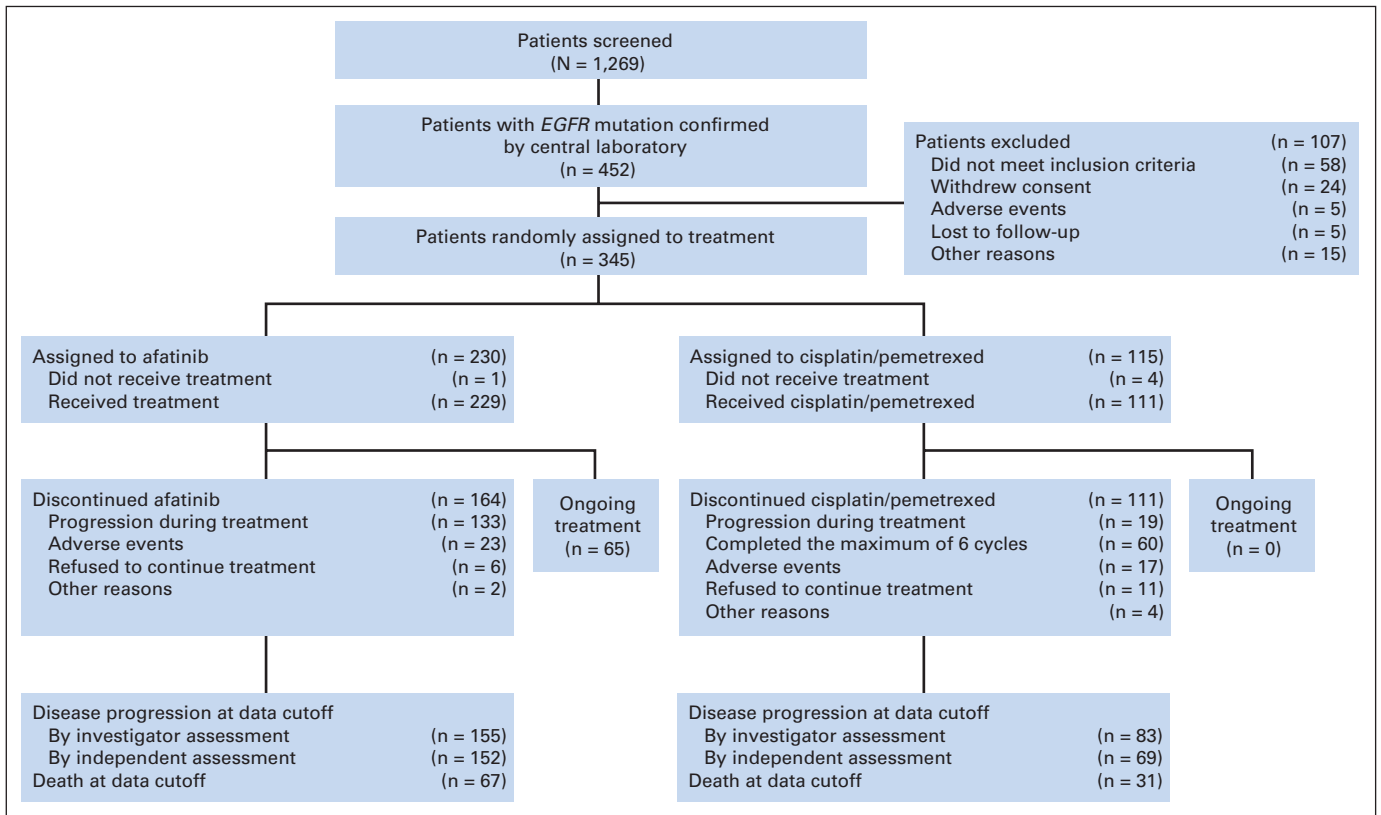 Patients screened
(N = 1,269)
Patients with EGFR mutation confirmed
by central laboratory
(n = 452)
Patients excluded (n = 107)
Did not meet inclusion criteria (n = 58)
Withdrew consent (n = 24)
Adverse events (n = 5)
Lost to follow-up (n = 5)
Other reasons (n = 15)
Patients randomly assigned to treatment
(n = 345)
Assigned to afatinib (n = 230)
Did not receive treatment (n = 1)
Received treatment (n = 229)
Assigned to cisplatin/pemetrexed (n = 115)
Did not receive treatment (n = 4)
Received cisplatin/pemetrexed (n = 111)
Discontinued afatinib (n = 164)
Progression during treatment (n = 133)
Adverse events (n = 23)
Refused to continue treatment (n = 6)
Other reasons (n = 2)
Ongoing
treatment
(n = 65)
Discontinued cisplatin/pemetrexed (n = 111)
Progression during treatment (n = 19)
Completed the maximum of 6 cycles (n = 60)
Adverse events (n = 17)
Refused to continue treatment (n = 11)
Other reasons (n = 4)
Ongoing
treatment
(n = 0)
Disease progression at data cutoff
By investigator assessment (n = 155)
By independent assessment (n = 152)
Death at data cutoff (n = 67)
Disease progression at data cutoff
By investigator assessment (n = 83)
By independent assessment (n = 69)
Death at data cutoff (n = 31)